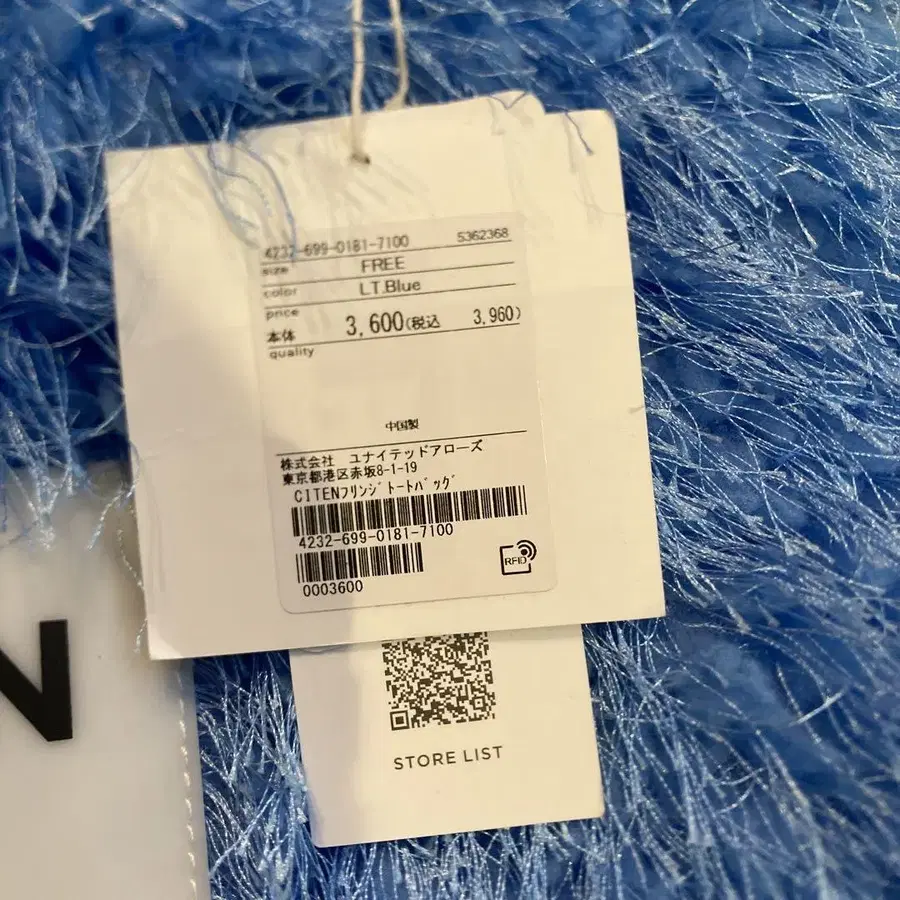 4232-699-0181-7100 5362368
size FREE
color LT.Blue
price
本体 3,600(税込 3,960)
quality
中国製
株式会社 ユナイテッドアローズ
東京都港区赤坂8-1-19
CITENフリンジトートバッグ
4232-699-0181-7100
0003600
RFID
N
STORE LIST